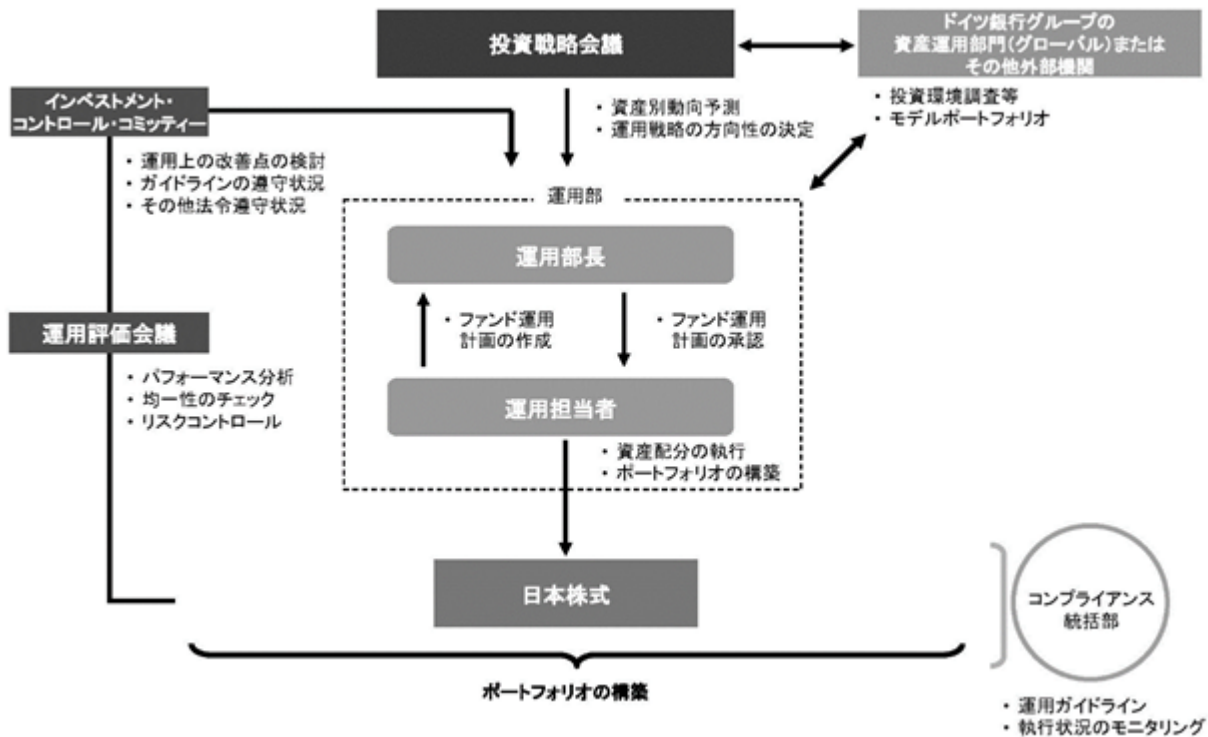 投資戦略会議
ドイツ銀行グループの
資産運用部門(グローバル)または
その他外部機関
・投資環境調査等
・モデルポートフォリオ
・資産別動向予測
・運用戦略の方向性の決定
インベストメント・
コントロール・コミッティー
・運用上の改善点の検討
・ガイドラインの遵守状況
・その他法令遵守状況
運用部
運用部長
・ファンド運用
計画の作成
・ファンド運用
計画の承認
運用評価会議
・パフォーマンス分析
・均一性のチェック
・リスクコントロール
運用担当者
・資産配分の執行
・ポートフォリオの構築
日本株式
コンプライアンス
統括部
ポートフォリオの構築
・運用ガイドライン
・執行状況のモニタリング